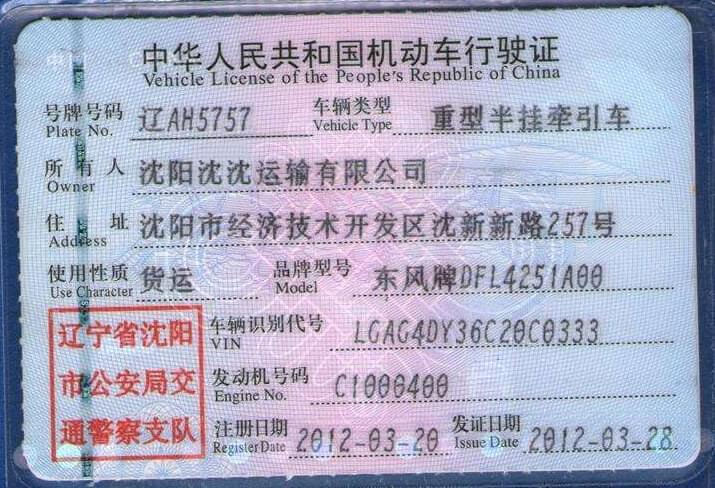 中华人民共和国机动车行驶证
Vehicle License of the People's Republic of China
号牌号码 辽AH5757 车辆类型 重型半挂牵引车
Plate No. Vehicle Type
所有人 沈阳沈沈运输有限公司
Owner
住址 沈阳市经济技术开发区沈新新路257号
Address
使用性质 货运 品牌型号 东风牌DFL4251A00
Use Character Model
辽宁省沈阳
市公安局交
通警察支队
车辆识别代号 LGAG4DY36C20C0333
VIN
发动机号码 C1000400
Engine No.
注册日期 2012-03-20 发证日期 2012-03-28
Register Date Issue Date